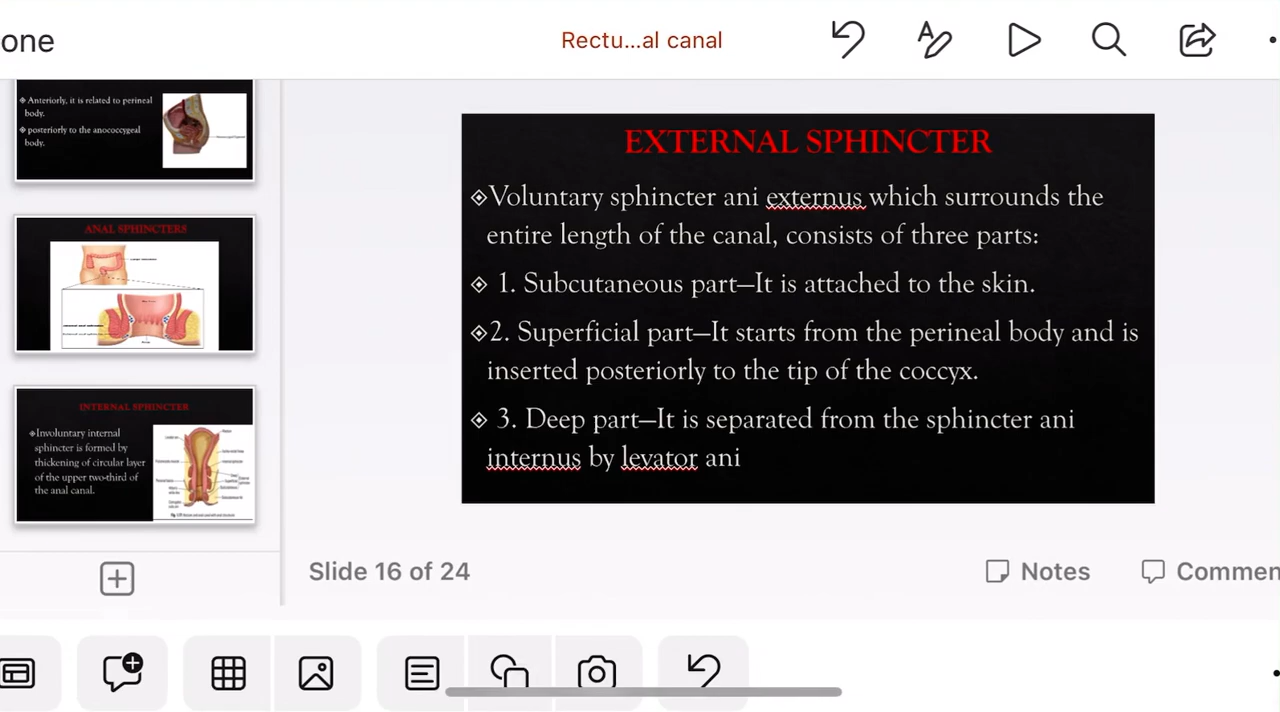 one
Rectu...al canal
Anteriorly, it is related to perineal
body.
posteriorly to the anococcygeal
body.
ANAL SPHINCTERS
INTERNAL SPHINCTER
Involuntary internal
sphincter is formed by
thickening of circular layer
of the upper two-third of
the anal canal.
EXTERNAL SPHINCTER
Voluntary sphincter ani externus which surrounds the
entire length of the canal, consists of three parts:
1. Subcutaneous part—It is attached to the skin.
2. Superficial part—It starts from the perineal body and is
inserted posteriorly to the tip of the coccyx.
3. Deep part—It is separated from the sphincter ani
internus by levator ani
Slide 16 of 24
Notes
Commen